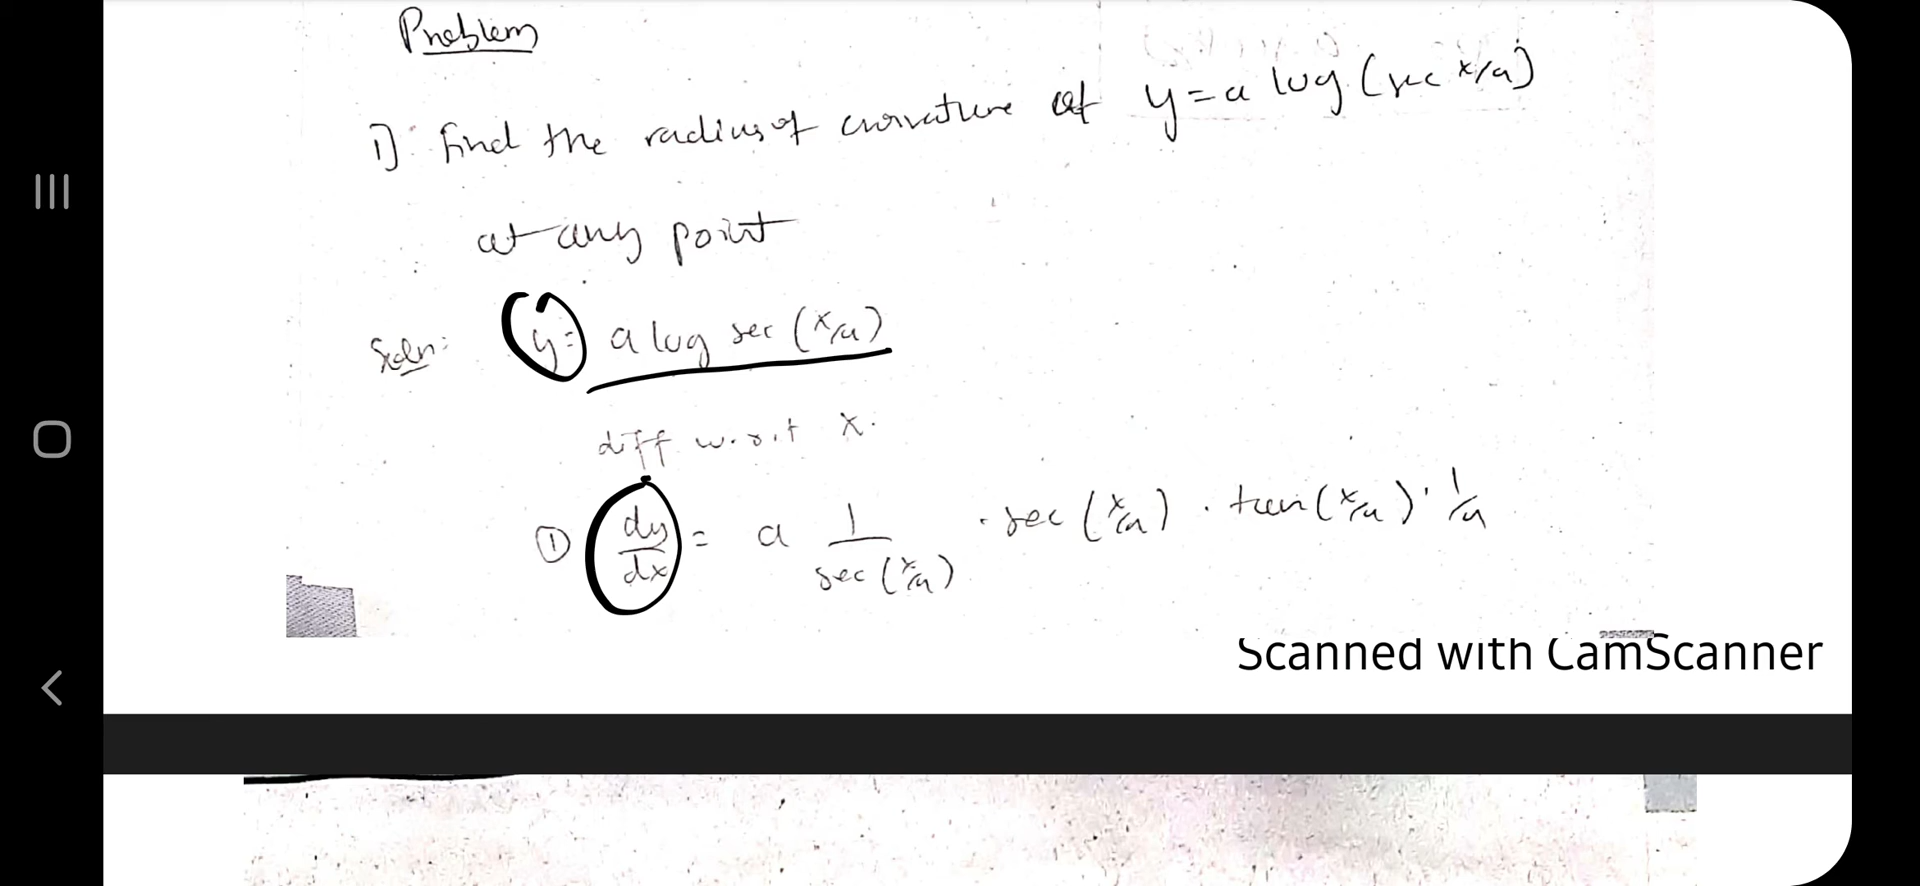 Problem
1) Find the radius of curvature of y = a log (sec x/a)
at any point
Soln: y = a log sec (x/a)
diff w.r.t x.
① dy/dx = a 1/sec(x/a) · sec (x/a) · tan (x/a) · 1/a
Scanned with CamScanner